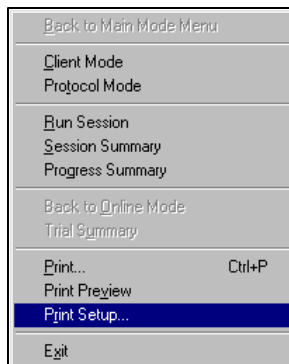 Back to Main Mode Menu
Client Mode
Protocol Mode
Run Session
Session Summary
Progress Summary
Back to Online Mode
Trial Summary
Print... Ctrl+P
Print Preview
Print Setup...
Exit